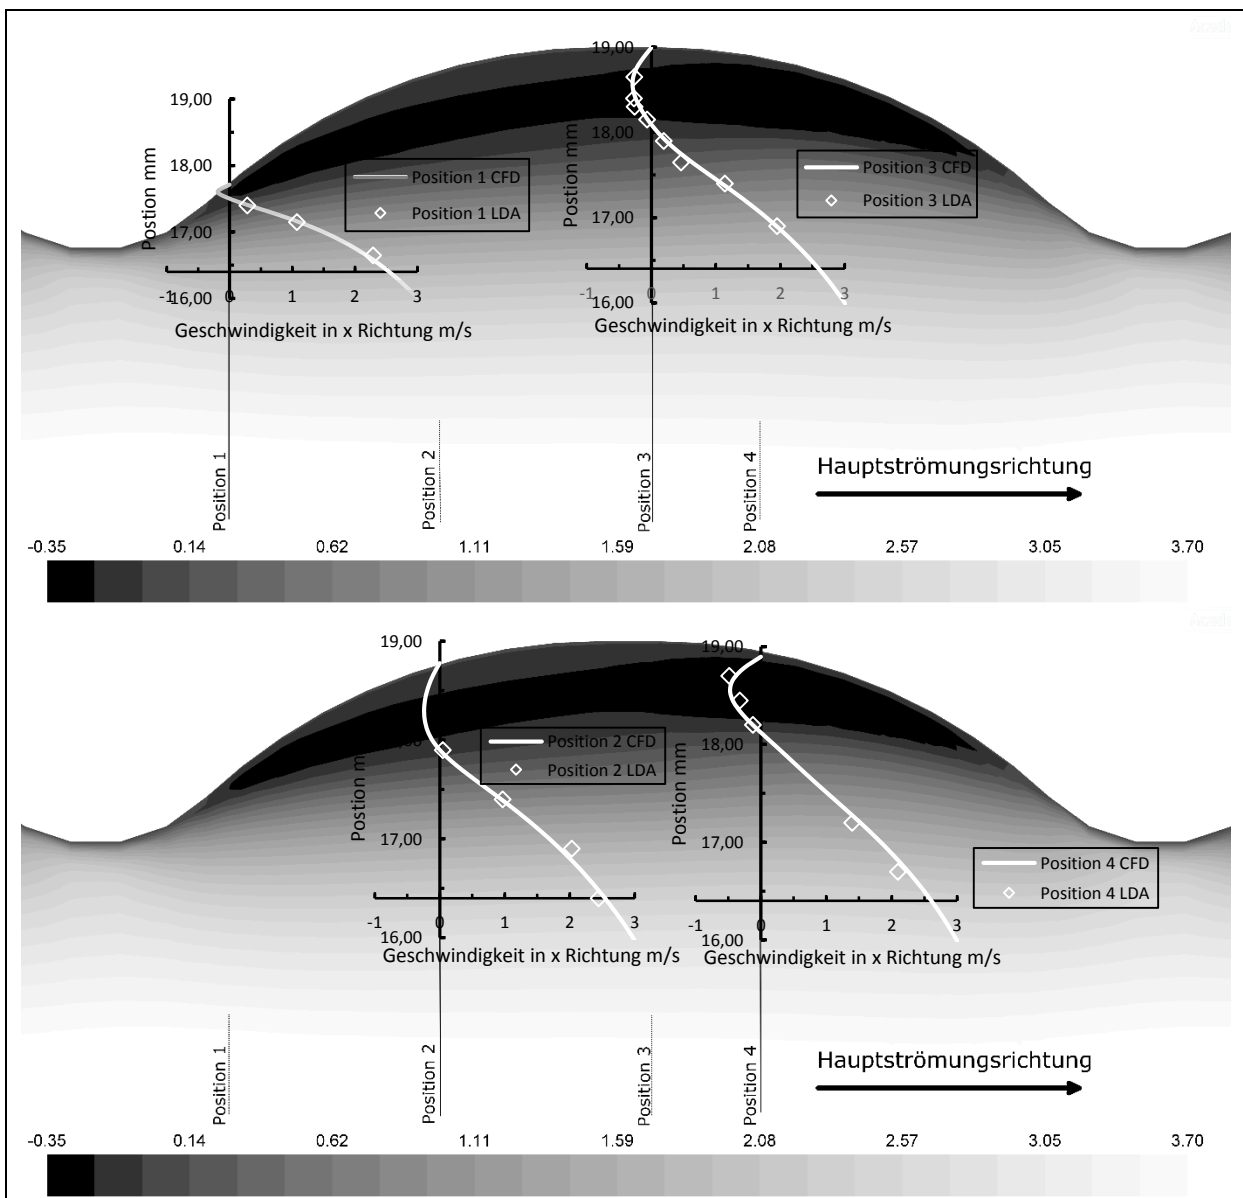 19,00
18,00
17,00
16,00
Postion mm
-1
0
1
2
3
Geschwindigkeit in x Richtung m/s
Position 1 CFD
Position 1 LDA
19,00
18,00
17,00
16,00
Postion mm
-1
0
1
2
3
Geschwindigkeit in x Richtung m/s
Position 3 CFD
Position 3 LDA
Position 1
Position 2
Position 3
Position 4
Hauptströmungsrichtung
-0.35 0.14 0.62 1.11 1.59 2.08 2.57 3.05 3.70
19,00
17,00
16,00
Postion mm
-1 0 1 2 3
Geschwindigkeit in x Richtung m/s
Position 2 CFD
Position 2 LDA
19,00
18,00
17,00
16,00
Postion mm
-1 0 1 2 3
Geschwindigkeit in x Richtung m/s
Position 4 CFD
Position 4 LDA
Position 1
Position 2
Position 3
Position 4
Hauptströmungsrichtung
-0.35 0.14 0.62 1.11 1.59 2.08 2.57 3.05 3.70